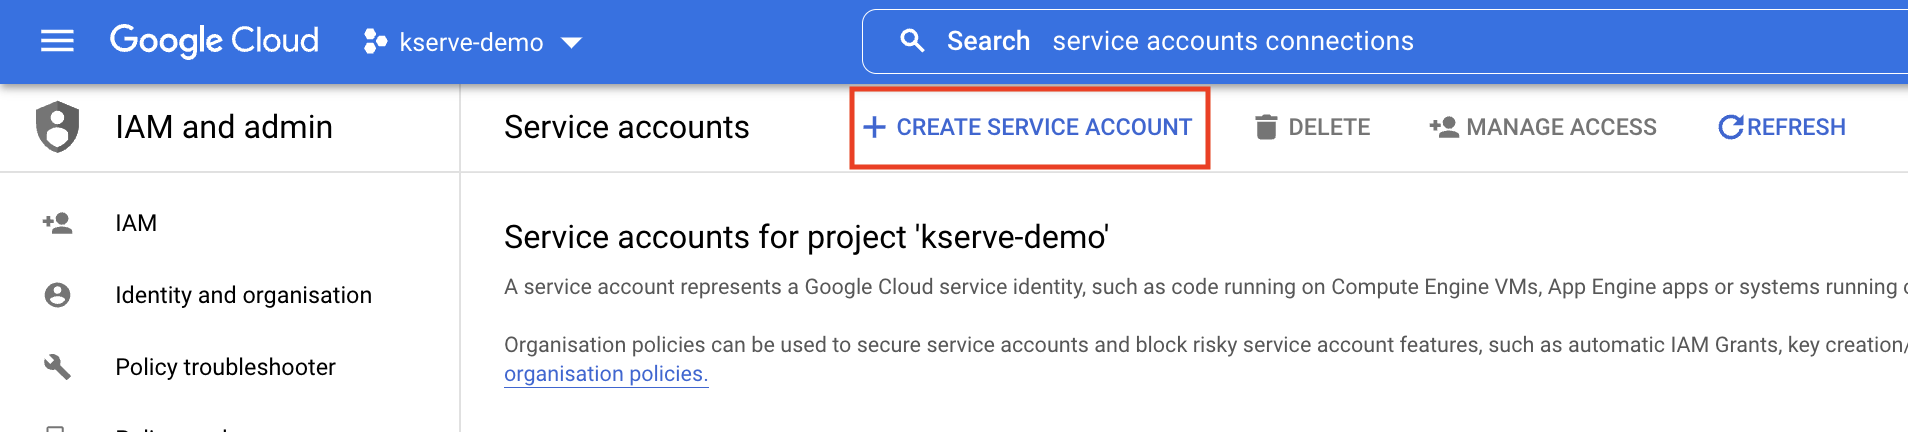 Google Cloud kserve-demo Search service accounts connections
IAM and admin Service accounts CREATE SERVICE ACCOUNT DELETE MANAGE ACCESS REFRESH
IAM
Service accounts for project 'kserve-demo'
Identity and organisation
A service account represents a Google Cloud service identity, such as code running on Compute Engine VMs, App Engine apps or systems running
Organisation policies can be used to secure service accounts and block risky service account features, such as automatic IAM Grants, key creation/
Policy troubleshooter
organisation policies.